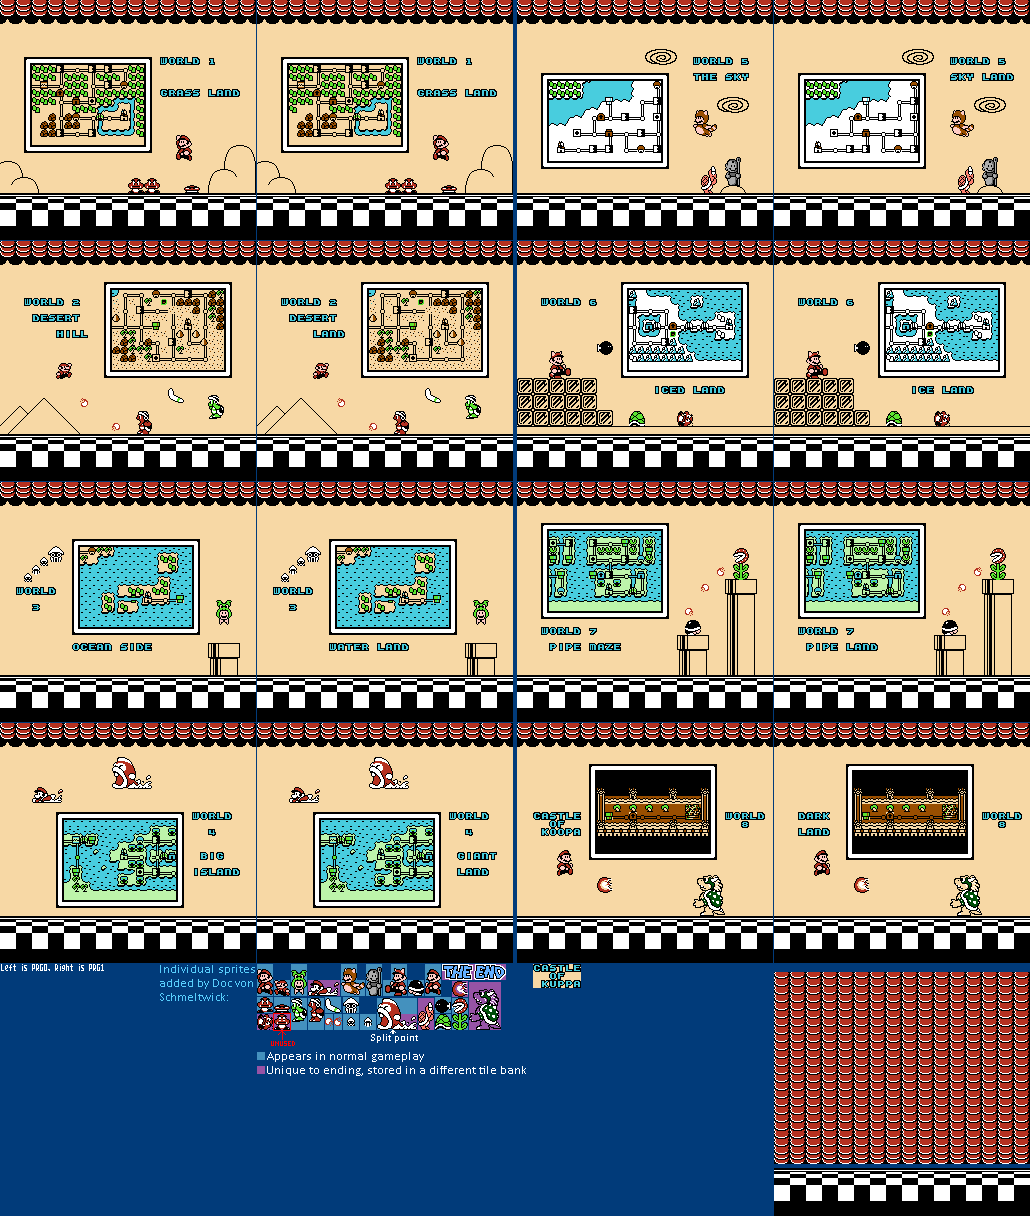 WORLD 1
GRASS LAND
WORLD 1
GRASS LAND
WORLD 5
THE SKY
WORLD 5
SKY LAND
WORLD 2
DESERT
HILL
WORLD 2
DESERT
LAND
WORLD 6
ICED LAND
WORLD 6
ICE LAND
WORLD
3
OCEAN SIDE
WORLD
3
WATER LAND
WORLD 7
PIPE MAZE
WORLD 7
PIPE LAND
WORLD
4
BIG
ISLAND
WORLD
4
GIANT
LAND
CASTLE
OF
KOOPA
WORLD
8
DARK
LAND
WORLD
8
Left is PRG0, Right is PRG1
Individual sprites
added by Doc von
Schmeltwick:
THE END
CASTLE
OF
KUPPA
UNUSED
Split point
Appears in normal gameplay
Unique to ending, stored in a different tile bank